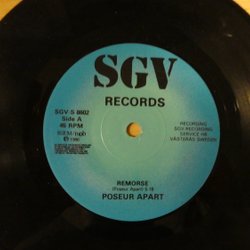 SGV
RECORDS
SGV S 8602
Side A
45 RPM
RECORDING
SGV RECORDING
SERVICE HB
VÄSTERÅS SWEDEN
REMORSE
POSEUR APART